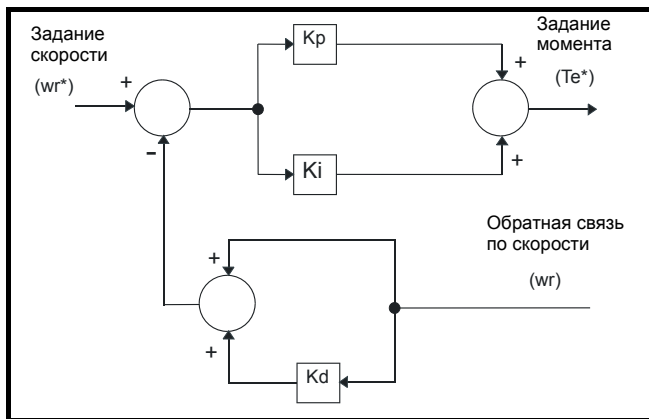 Задание
скорости
(wr*)
+
-
Kp
Ki
+
+
Задание
момента
(Te*)
Обратная связь
по скорости
(wr)
+
+
Kd